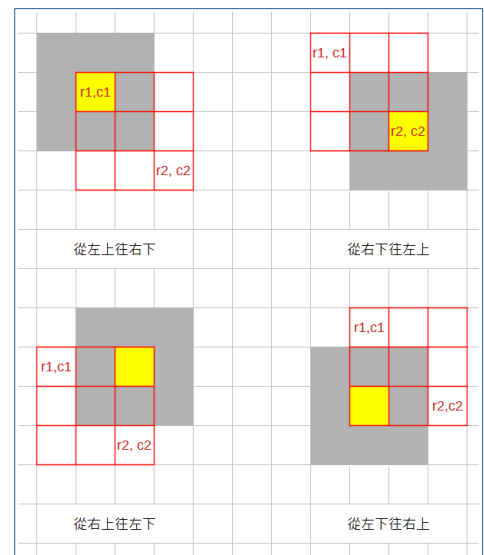 r1, c1
r1,c1
r2, c2
r2, c2
從左上往右下
從右下往左上
r1,c1
r1,c1
r2,c2
r2, c2
從右上往左下
從左下往右上